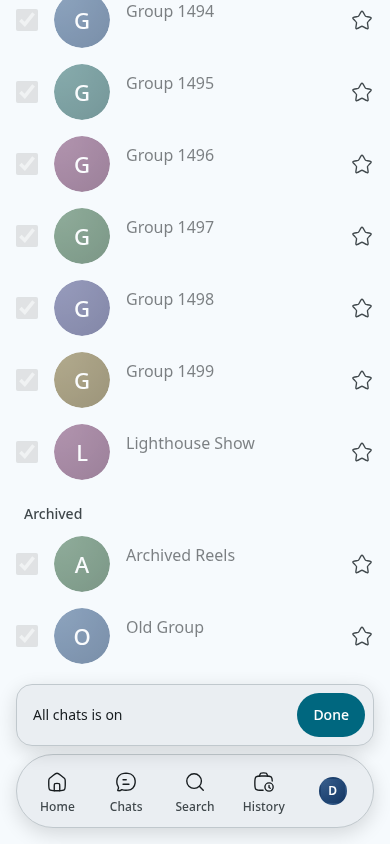 G Group 1494
G Group 1495
G Group 1496
G Group 1497
G Group 1498
G Group 1499
L Lighthouse Show
Archived
A Archived Reels
O Old Group
All chats is on Done
Home Chats Search History D